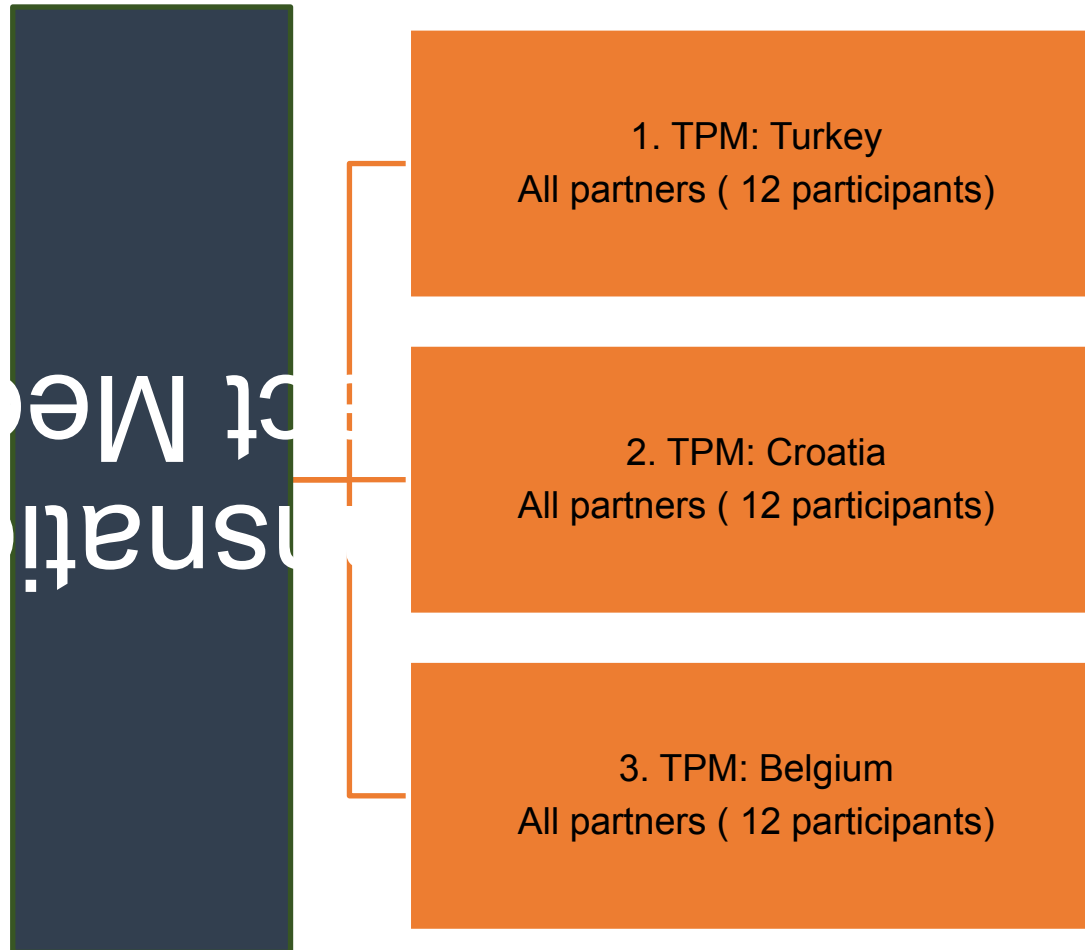 1. TPM: Turkey
All partners ( 12 participants)
2. TPM: Croatia
All partners ( 12 participants)
3. TPM: Belgium
All partners ( 12 participants)